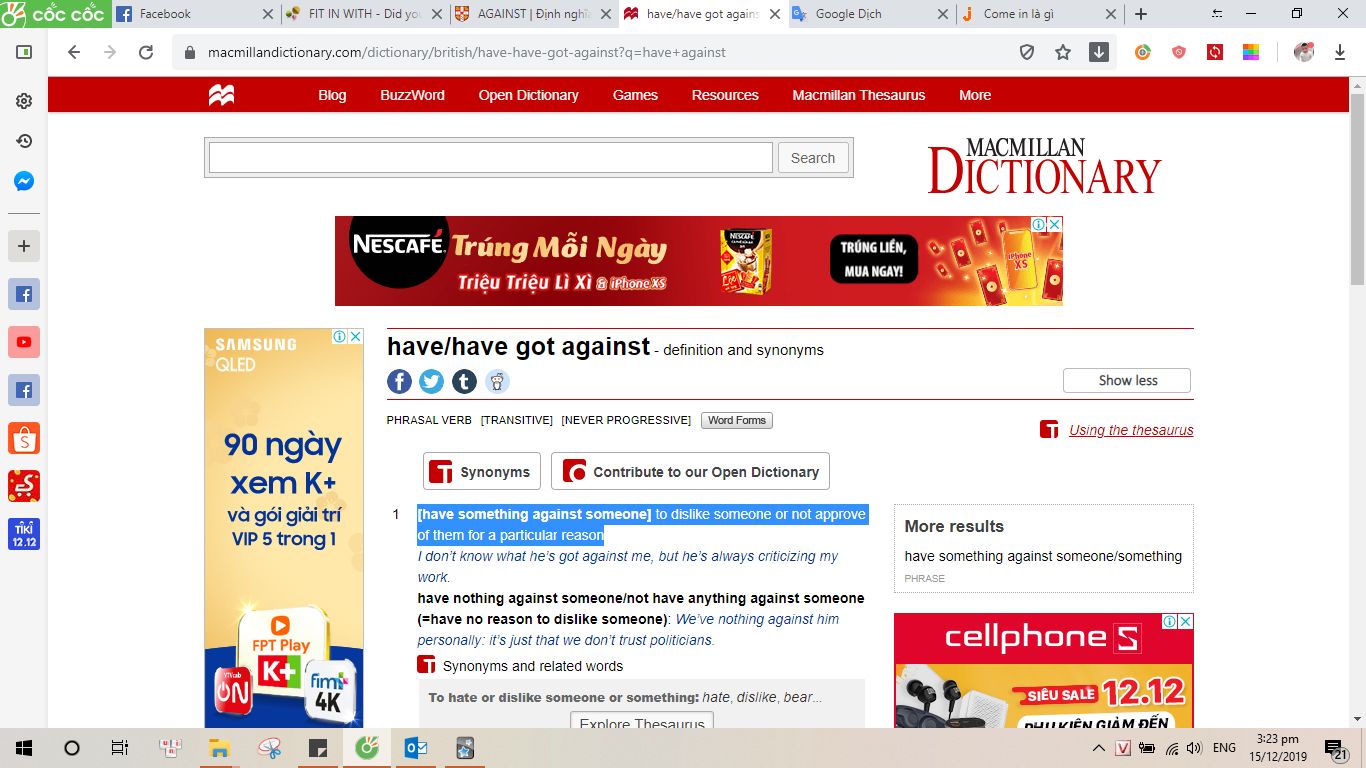 cốc cốc
Facebook
FIT IN WITH - Did you
AGAINST | Định nghĩa
have/have got agains
Google Dịch
Come in là gì
macmillandictionary.com/dictionary/british/have-have-got-against?q=have+against
Blog BuzzWord Open Dictionary Games Resources Macmillan Thesaurus More
Search
MACMILLAN
DICTIONARY
NESCAFÉ
Trúng Mỗi Ngày
Triệu Triệu Lì Xì & iPhone XS
NESCAFÉ
TRÚNG LIỀN,
MUA NGAY!
iPhone
XS
SAMSUNG
QLED
90 ngày
xem K+
và gói giải trí
VIP 5 trong 1
FPT Play
K+
ON
fim+
4K
have/have got against - definition and synonyms
Show less
PHRASAL VERB [TRANSITIVE] [NEVER PROGRESSIVE] Word Forms
Using the thesaurus
Synonyms
Contribute to our Open Dictionary
1 [have something against someone] to dislike someone or not approve
of them for a particular reason
I don't know what he's got against me, but he's always criticizing my
work.
have nothing against someone/not have anything against someone
(=have no reason to dislike someone): We've nothing against him
personally: it's just that we don't trust politicians.
Synonyms and related words
To hate or dislike someone or something: hate, dislike, bear...
Explore Thesaurus
More results
have something against someone/something
PHRASE
cellphoneS
SIÊU SALE 12.12
PHỤ KIỆN GIẢM ĐẾN
TIKI
12.12
ENG
3:23 pm
15/12/2019
21